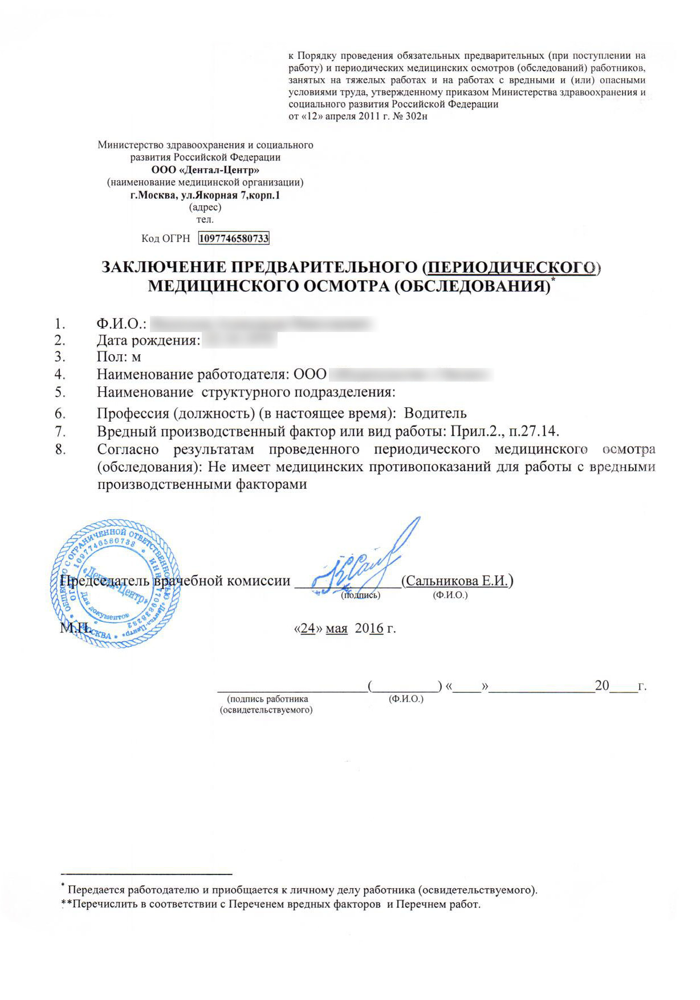 к Порядку проведения обязательных предварительных (при поступлении на
работу) и периодических медицинских осмотров (обследований) работников,
занятых на тяжелых работах и на работах с вредными и (или) опасными
условиями труда, утвержденному приказом Министерства здравоохранения и
социального развития Российской Федерации
от «12» апреля 2011 г. № 302н
Министерство здравоохранения и социального
развития Российской Федерации
ООО «Дентал-Центр»
(наименование медицинской организации)
г.Москва, ул.Якорная 7,корп.1
(адрес)
тел.
Код ОГРН 1097746580733
ЗАКЛЮЧЕНИЕ ПРЕДВАРИТЕЛЬНОГО (ПЕРИОДИЧЕСКОГО)
МЕДИЦИНСКОГО ОСМОТРА (ОБСЛЕДОВАНИЯ)*
1. Ф.И.О.:
2. Дата рождения:
3. Пол: м
4. Наименование работодателя: ООО
5. Наименование структурного подразделения:
6. Профессия (должность) (в настоящее время): Водитель
7. Вредный производственный фактор или вид работы: Прил.2., п.27.14.
8. Согласно результатам проведенного периодического медицинского осмотра
(обследования): Не имеет медицинских противопоказаний для работы с вредными
производственными факторами
ОБЩЕСТВО С ОГРАНИЧЕННОЙ ОТВЕТСТВЕННОСТЬЮ «Дентал-Центр» * г. МОСКВА *
ОГРН 1097746580733 * ИНН
«Дентал-Центр»
Для документов
Председатель врачебной комиссии ______________(Сальникова Е.И.)
(подпись) (Ф.И.О.)
М.П. «24» мая 2016 г.
____________________(_________) «____»______________20____г.
(подпись работника (Ф.И.О.)
(освидетельствуемого)
* Передается работодателю и приобщается к личному делу работника (освидетельствуемого).
**Перечислить в соответствии с Переченем вредных факторов и Перечнем работ.